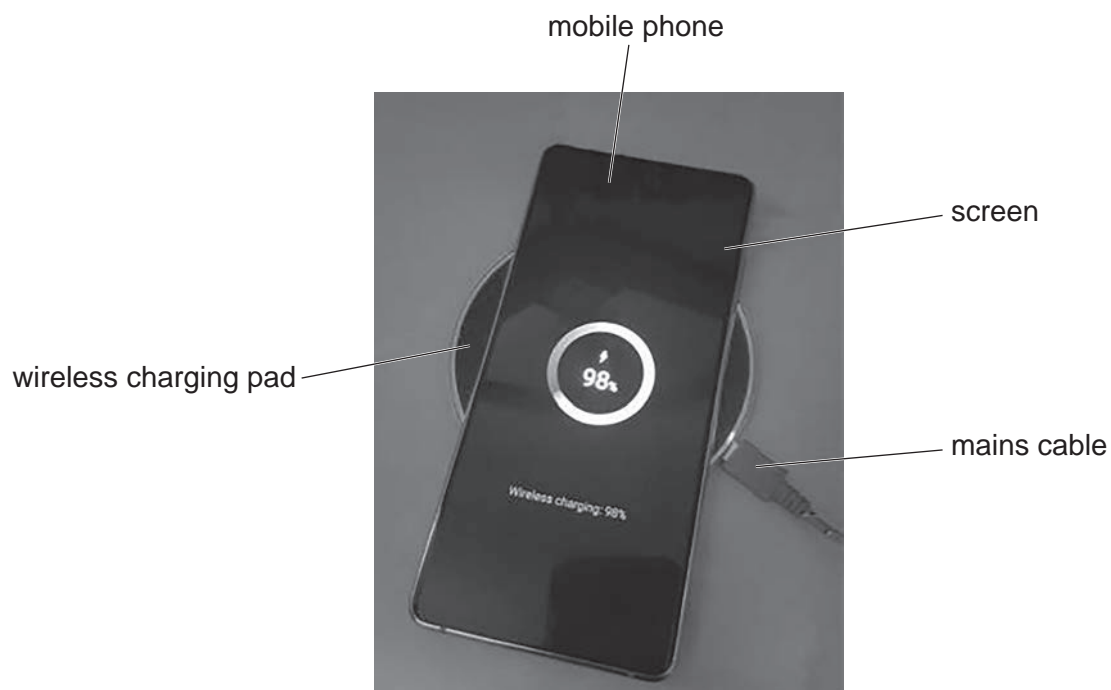 mobile phone
screen
wireless charging pad
98%
mains cable
Wireless charging: 98%